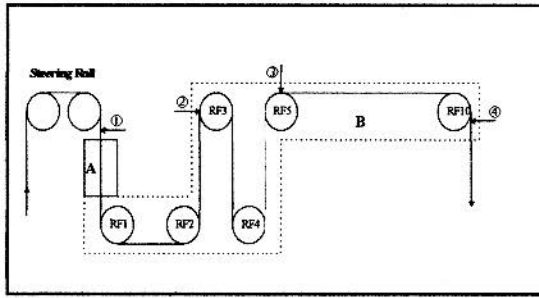 ③
Steering Roll
②
RF3
RF5
RF10
①
B
④
A
RF1
RF2
RF4